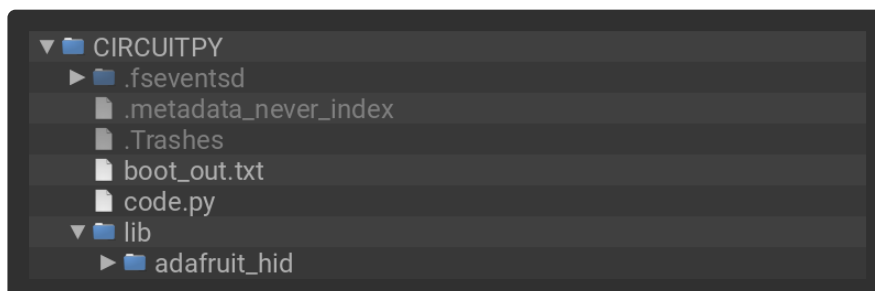 CIRCUITPY
.fseventsd
.metadata_never_index
.Trashes
boot_out.txt
code.py
lib
adafruit_hid